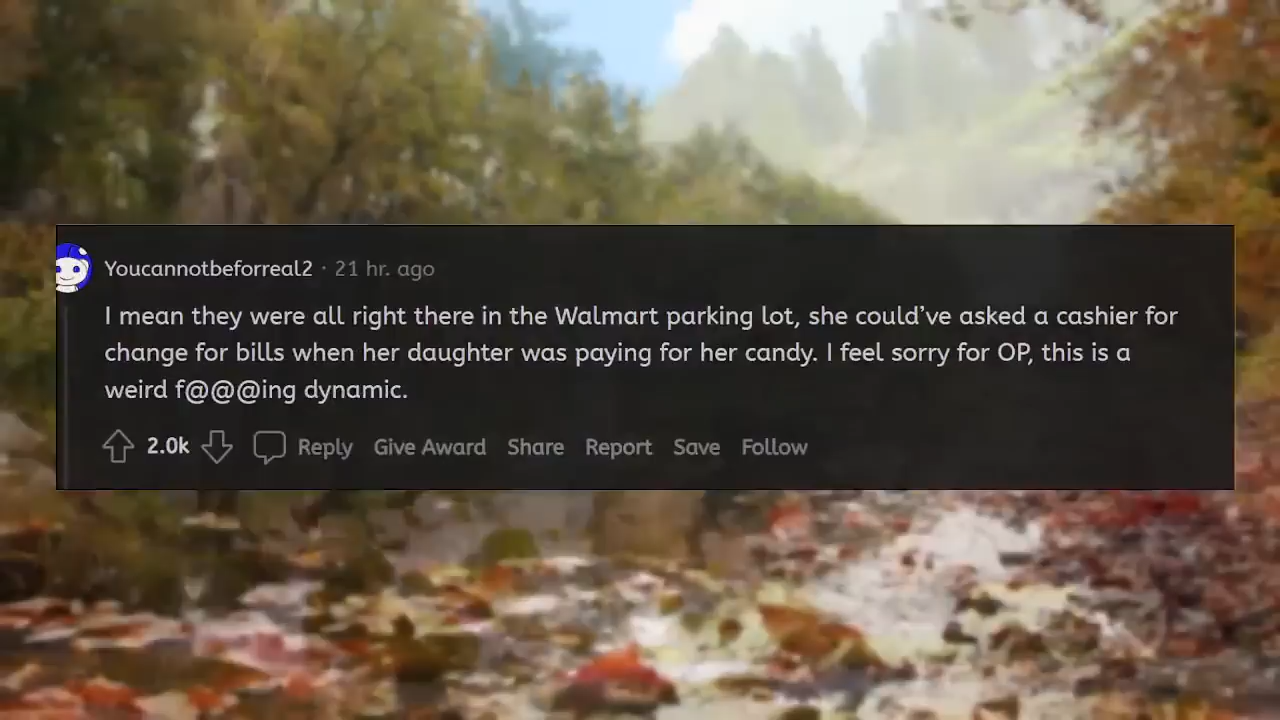 Youcannotbeforreal2 · 21 hr. ago
I mean they were all right there in the Walmart parking lot, she could’ve asked a cashier for
change for bills when her daughter was paying for her candy. I feel sorry for OP, this is a
weird f@@@ing dynamic.
2.0k Reply Give Award Share Report Save Follow